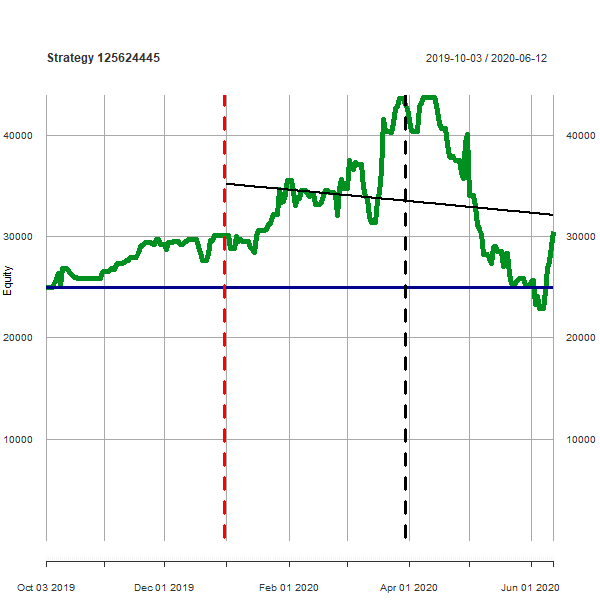 Strategy 125624445
2019-10-03 / 2020-06-12
40000
40000
30000
30000
Equity
20000
20000
10000
10000
Oct 03 2019
Dec 01 2019
Feb 01 2020
Apr 01 2020
Jun 01 2020